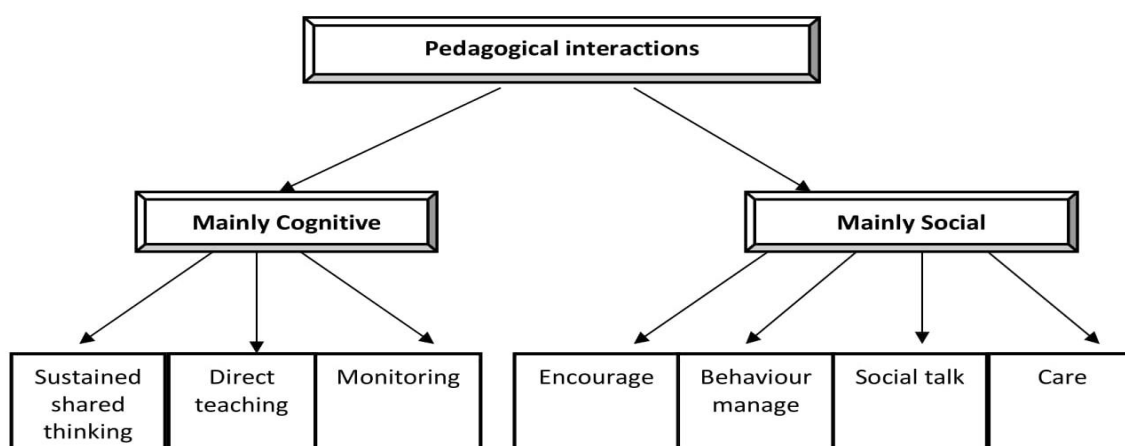 Pedagogical interactions
Mainly Cognitive
Mainly Social
Sustained
shared
thinking
Direct
teaching
Monitoring
Encourage
Behaviour
manage
Social talk
Care